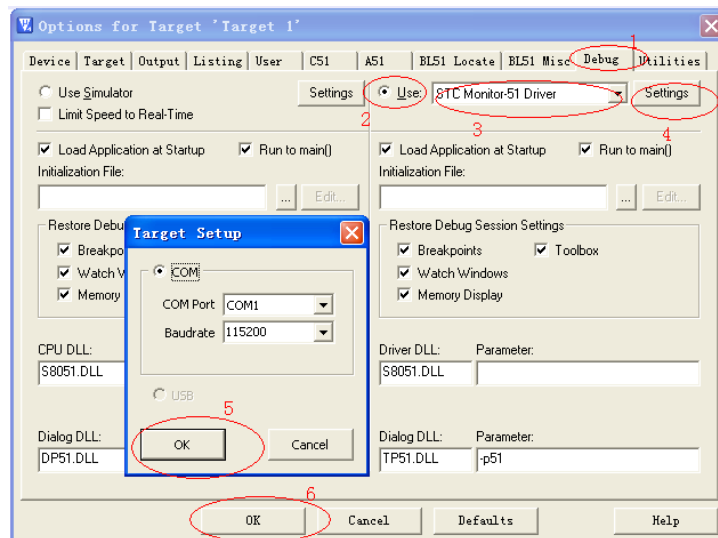 Options for Target 'Target 1'
1
Device Target Output Listing User C51 A51 BL51 Locate BL51 Misc Debug Utilities
Use Simulator Settings Use: STC Monitor-51 Driver Settings
Limit Speed to Real-Time
2 3 4
Load Application at Startup Run to main() Load Application at Startup Run to main()
Initialization File: Initialization File:
... Edit... ... Edit...
Restore Debu Restore Debug Session Settings
Breakpo Breakpoints Toolbox
Watch W Watch Windows
Memory Memory Display
Target Setup
COM
COM Port COM1
Baudrate 115200
USB
5
OK Cancel
CPU DLL: Driver DLL: Parameter:
S8051.DLL S8051.DLL
Dialog DLL: Dialog DLL: Parameter:
DP51.DLL TP51.DLL -p51
6
OK Cancel Defaults Help